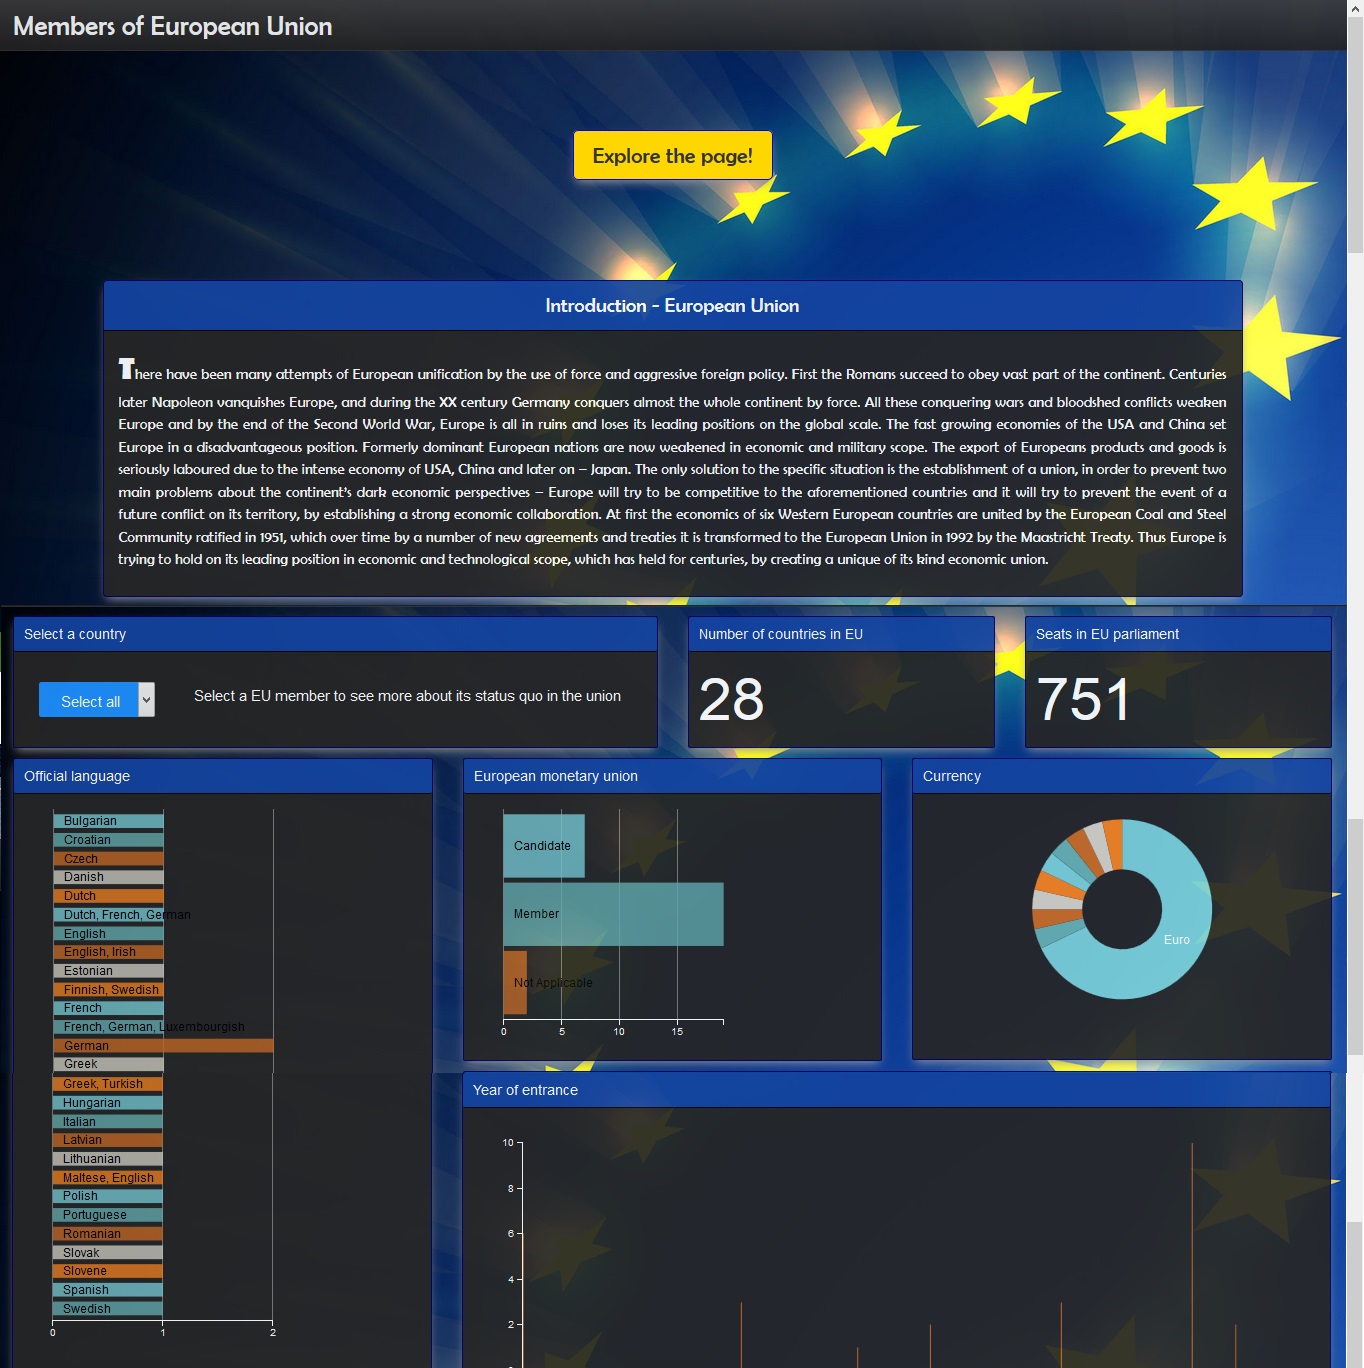 Members of European Union
Explore the page!
Introduction - European Union
There have been many attempts of European unification by the use of force and aggressive foreign policy. First the Romans succeed to obey vast part of the continent. Centuries
later Napoleon vanquishes Europe, and during the XX century Germany conquers almost the whole continent by force. All these conquering wars and bloodshed conflicts weaken
Europe and by the end of the Second World War, Europe is all in ruins and loses its leading positions on the global scale. The fast growing economies of the USA and China set
Europe in a disadvantageous position. Formerly dominant European nations are now weakened in economic and military scope. The export of Europeans products and goods is
seriously laboured due to the intense economy of USA, China and later on – Japan. The only solution to the specific situation is the establishment of a union, in order to prevent two
main problems about the continent's dark economic perspectives – Europe will try to be competitive to the aforementioned countries and it will try to prevent the event of a
future conflict on its territory, by establishing a strong economic collaboration. At first the economics of six Western European countries are united by the European Coal and Steel
Community ratified in 1951, which over time by a number of new agreements and treaties it is transformed to the European Union in 1992 by the Maastricht Treaty. Thus Europe is
trying to hold on its leading position in economic and technological scope, which has held for centuries, by creating a unique of its kind economic union.
Select a country
Select all
Select a EU member to see more about its status quo in the union
Number of countries in EU
28
Seats in EU parliament
751
Official language
Bulgarian
Croatian
Czech
Danish
Dutch
Dutch, French, German
English
English, Irish
Estonian
Finnish, Swedish
French
French, German, Luxembourgish
German
Greek
Greek, Turkish
Hungarian
Italian
Latvian
Lithuanian
Maltese, English
Polish
Portuguese
Romanian
Slovak
Slovene
Spanish
Swedish
0 1 2
European monetary union
Candidate
Member
Not Applicable
0 5 10 15
Currency
Euro
Year of entrance
10
8
6
4
2